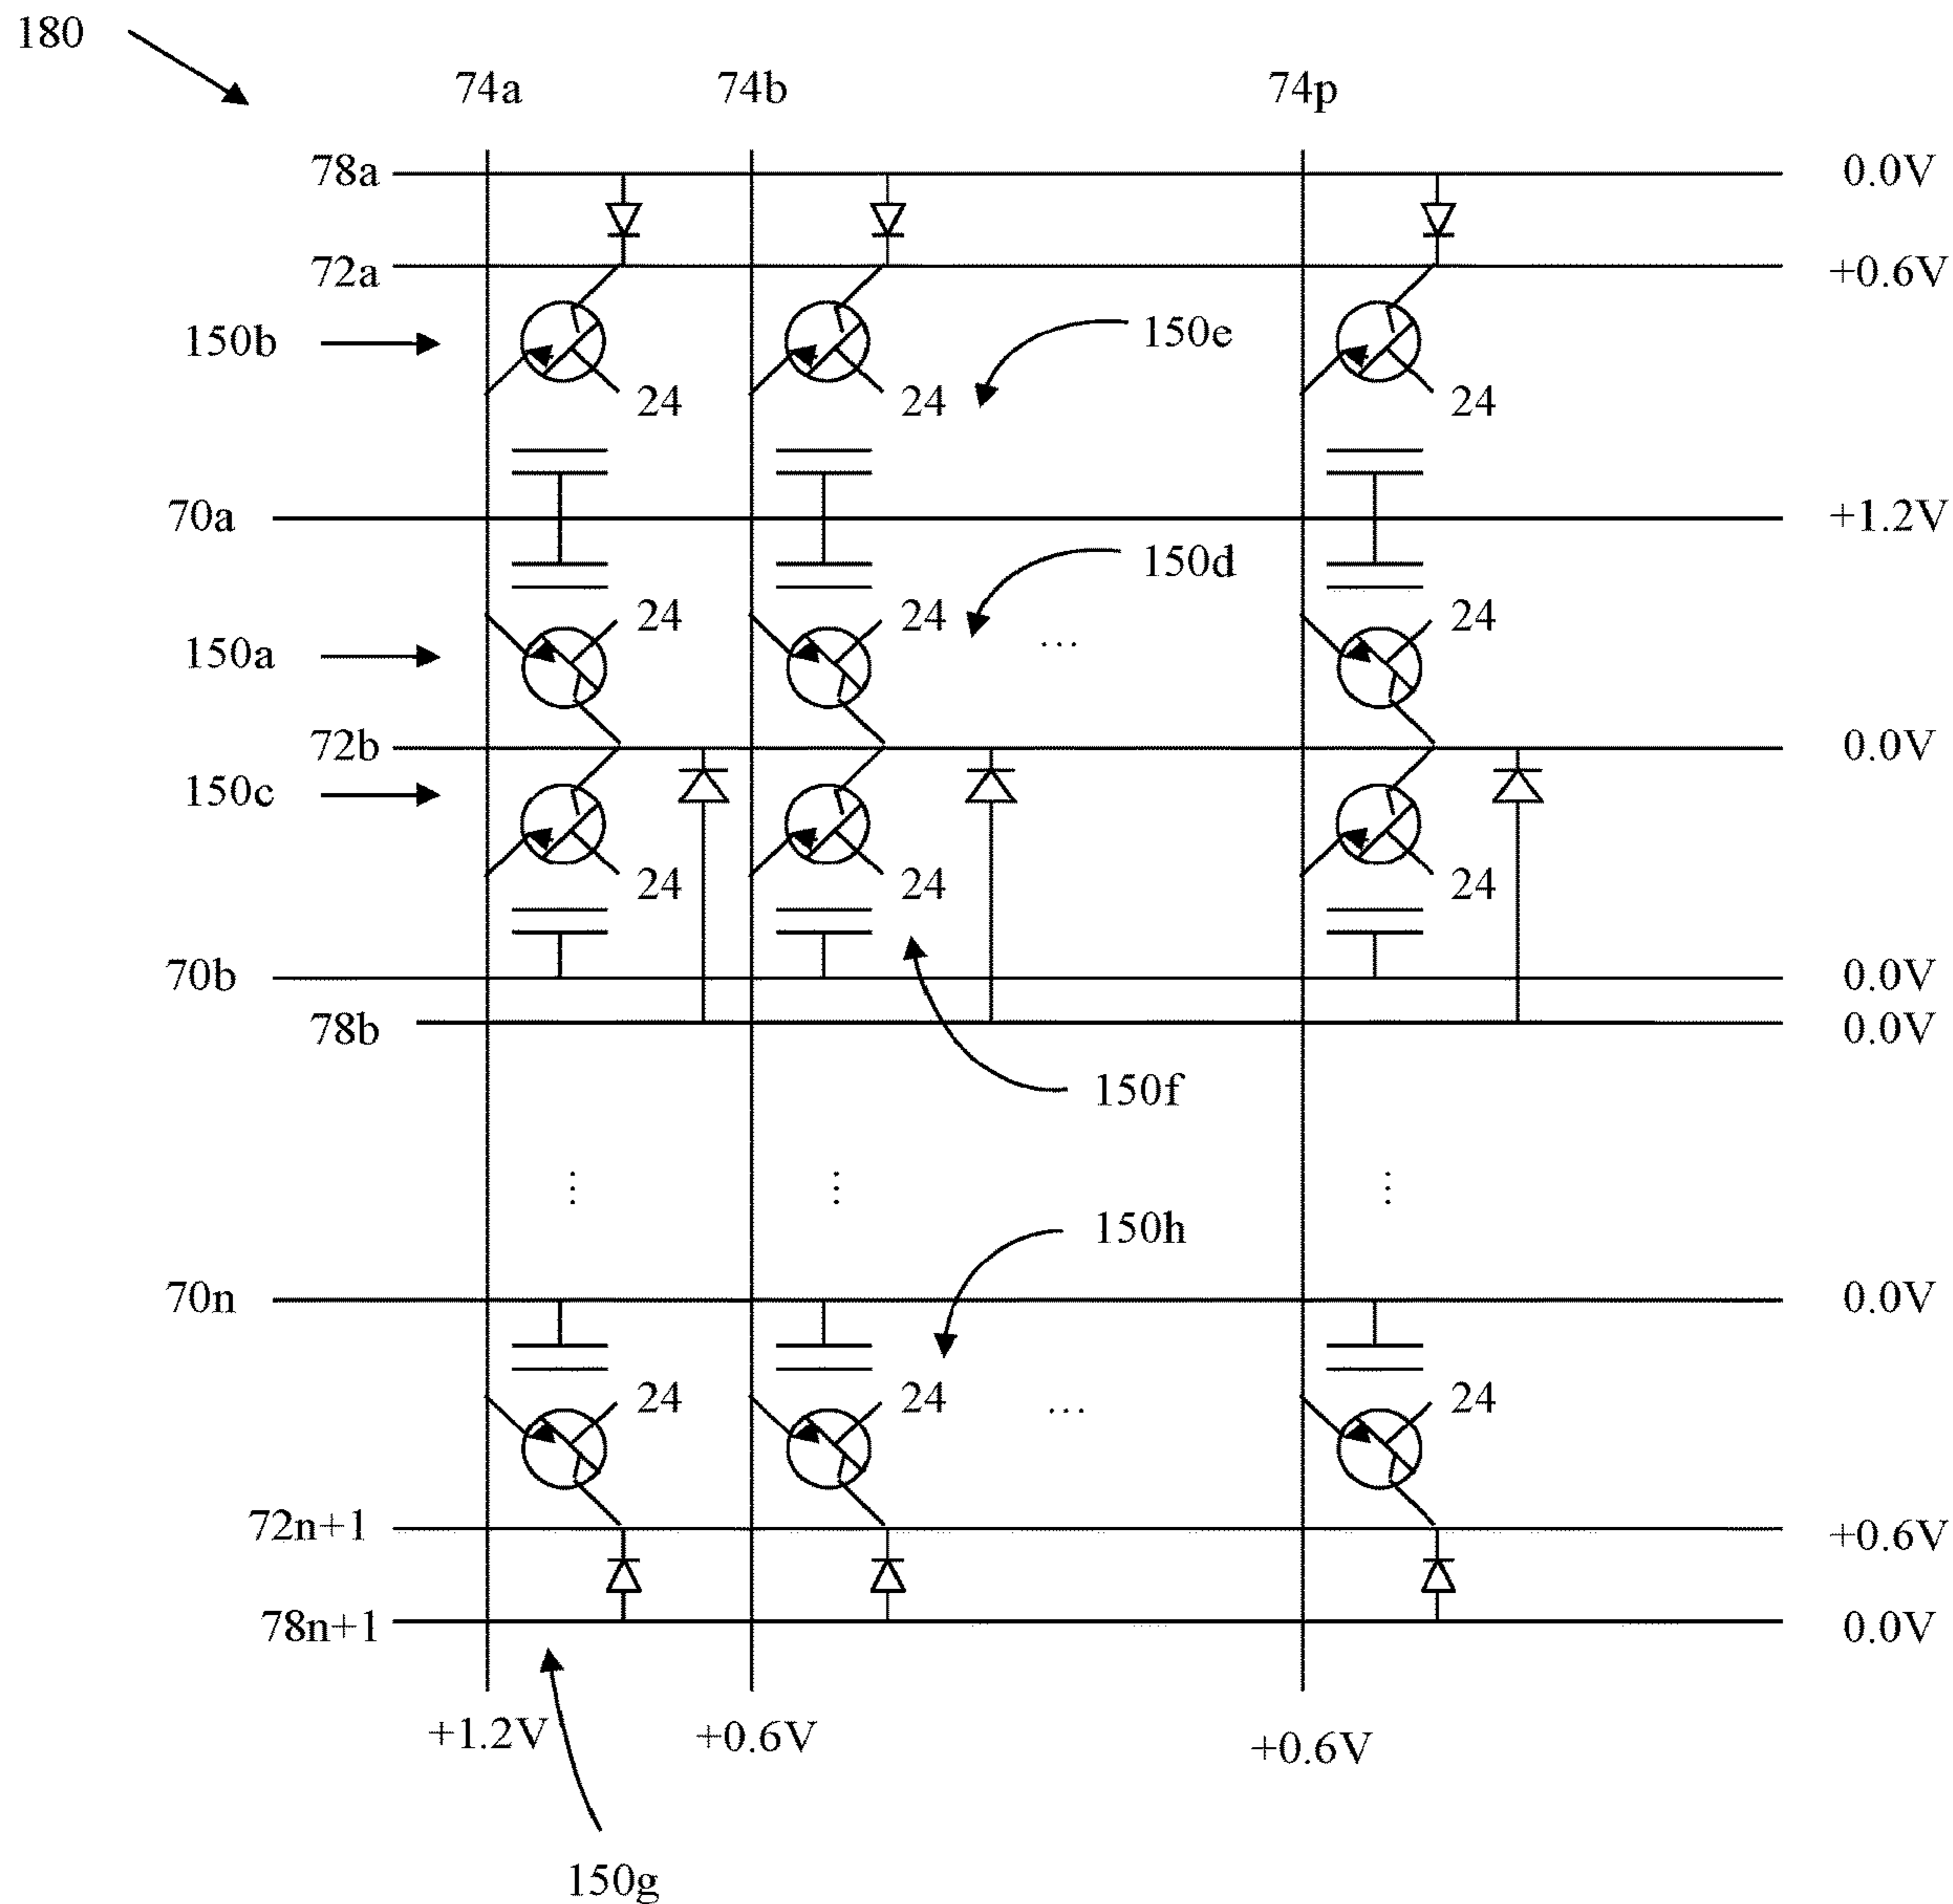 180
74a 74b 74p
78a 0.0V
72a +0.6V
150b 150e
24 24 24
70a +1.2V
150d
24 24 24
150a ...
72b 0.0V
150c
24 24 24
70b 0.0V
78b 0.0V
150f
... ... ...
150h
70n 0.0V
24 24 24
...
72n+1 +0.6V
78n+1 0.0V
+1.2V +0.6V +0.6V
150g